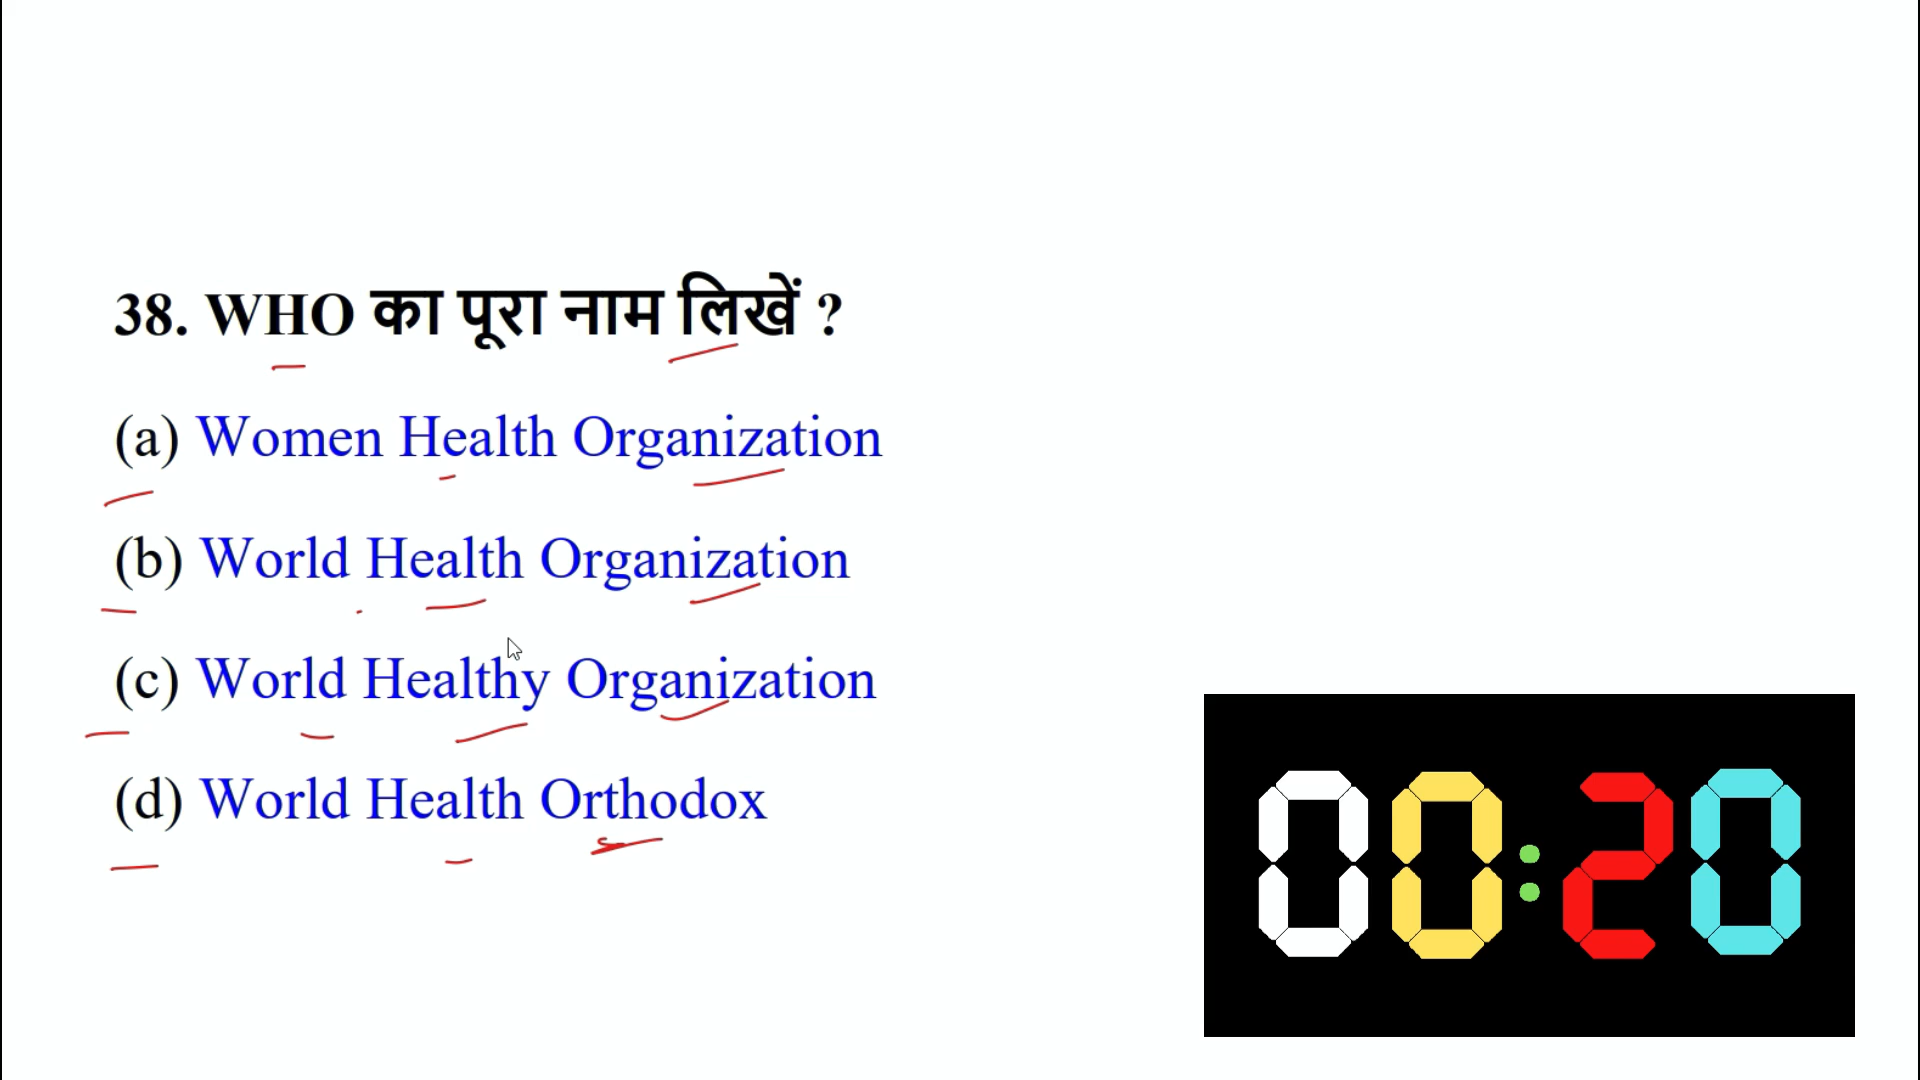 38. WHO का पूरा नाम लिखें ?
(a) Women Health Organization
(b) World Health Organization
(c) World Healthy Organization
(d) World Health Orthodox
00:20